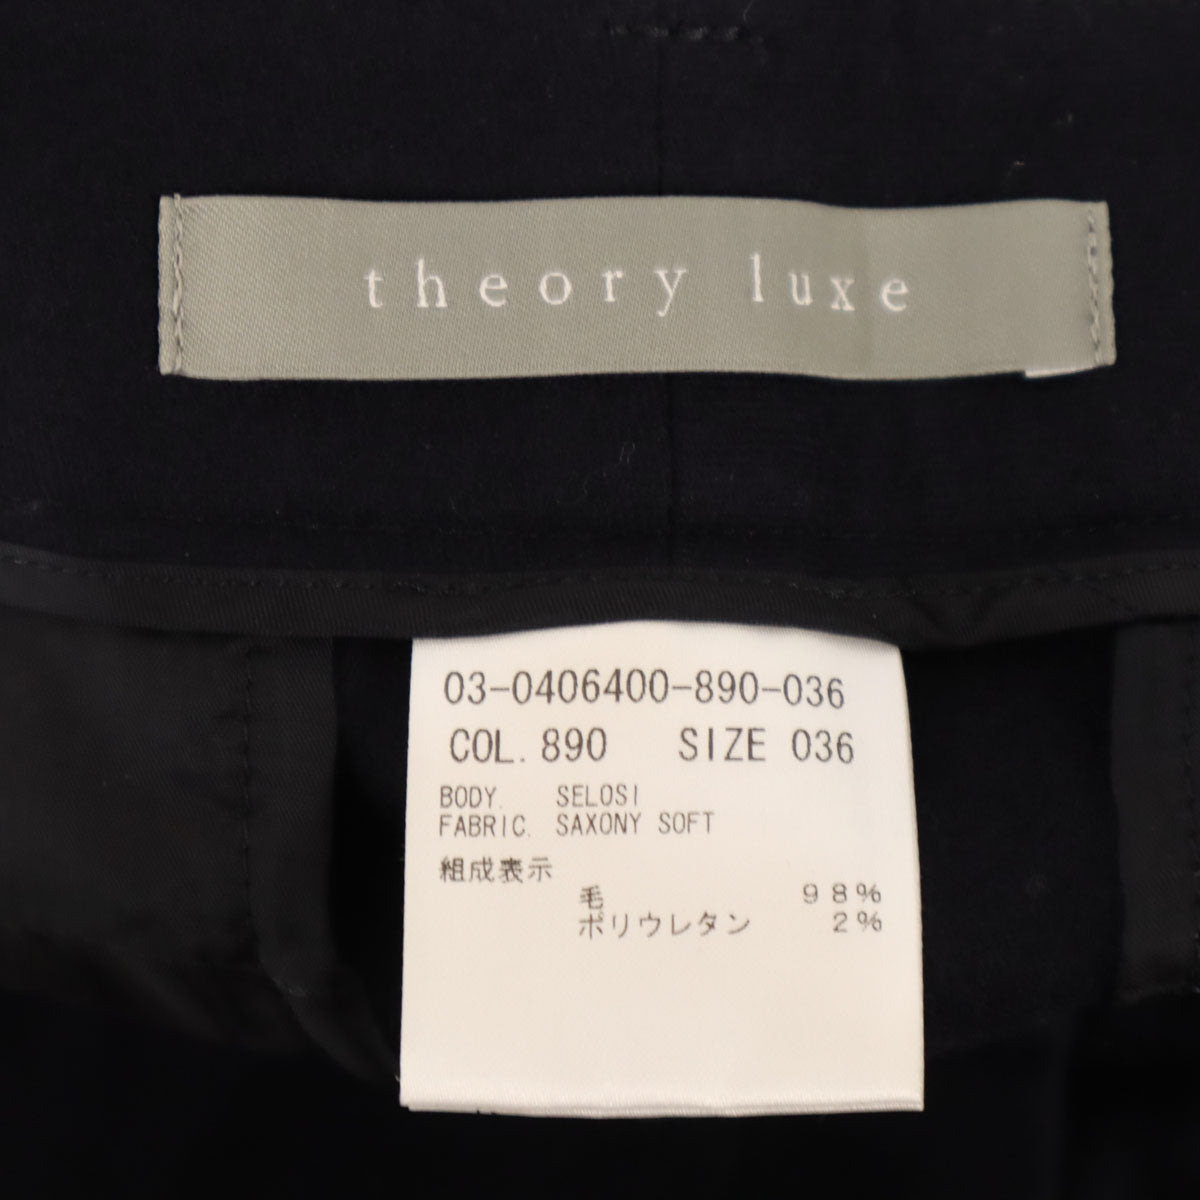 theory luxe
03-0406400-890-036
COL. 890 SIZE 036
BODY. SELOSI
FABRIC. SAXONY SOFT
組成表示
毛 98%
ポリウレタン 2%